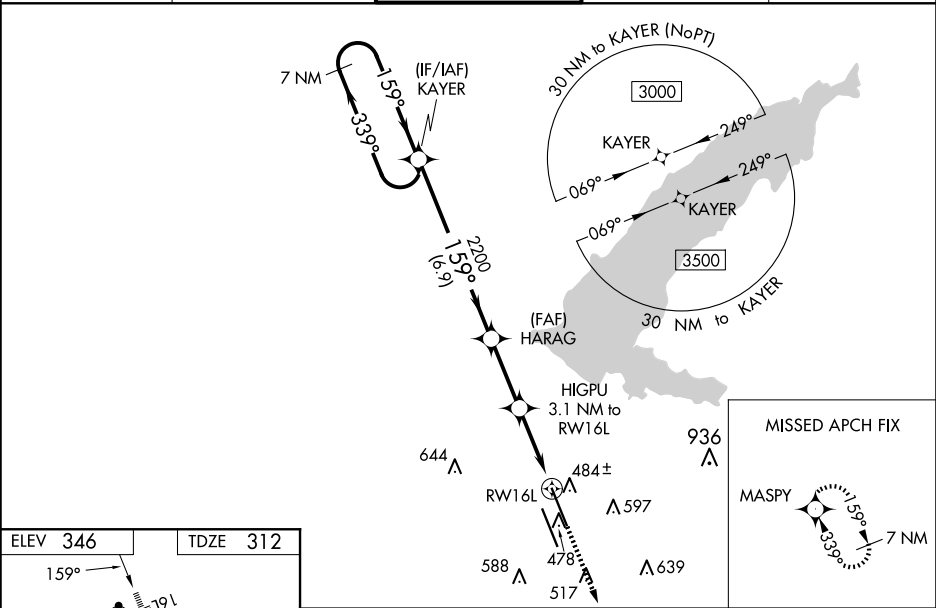 7 NM
159°
339°
(IF/IAF)
KAYER
30 NM to KAYER (NoPT)
3000
KAYER
249°
069°
249°
KAYER
069°
3500
30 NM to KAYER
2200
159°
(6.9)
(FAF)
HARAG
HIGPU
3.1 NM to
RW16L
644
936
484±
RW16L
597
478
588
517
639
MISSED APCH FIX
MASPY
159°
339°
7 NM
ELEV 346
TDZE 312
159°
16L